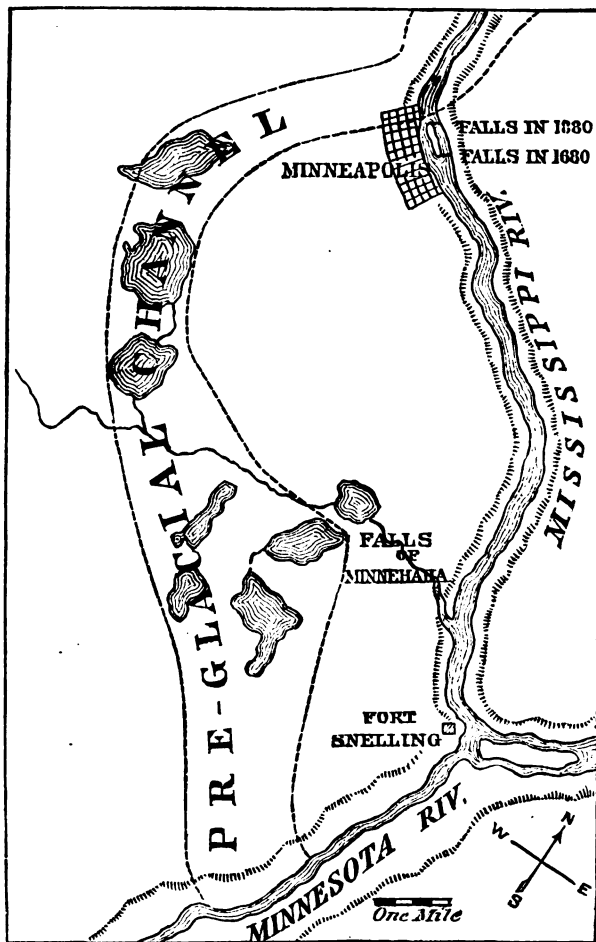 FALLS IN 1880
FALLS IN 1680
MINNEAPOLIS
MISSISSIPPI RIV.
PRE-GLACIAL CHANNEL
FALLS
OF
MINNEHAHA
FORT
SNELLING
MINNESOTA RIV.
N
W
E
S
One Mile